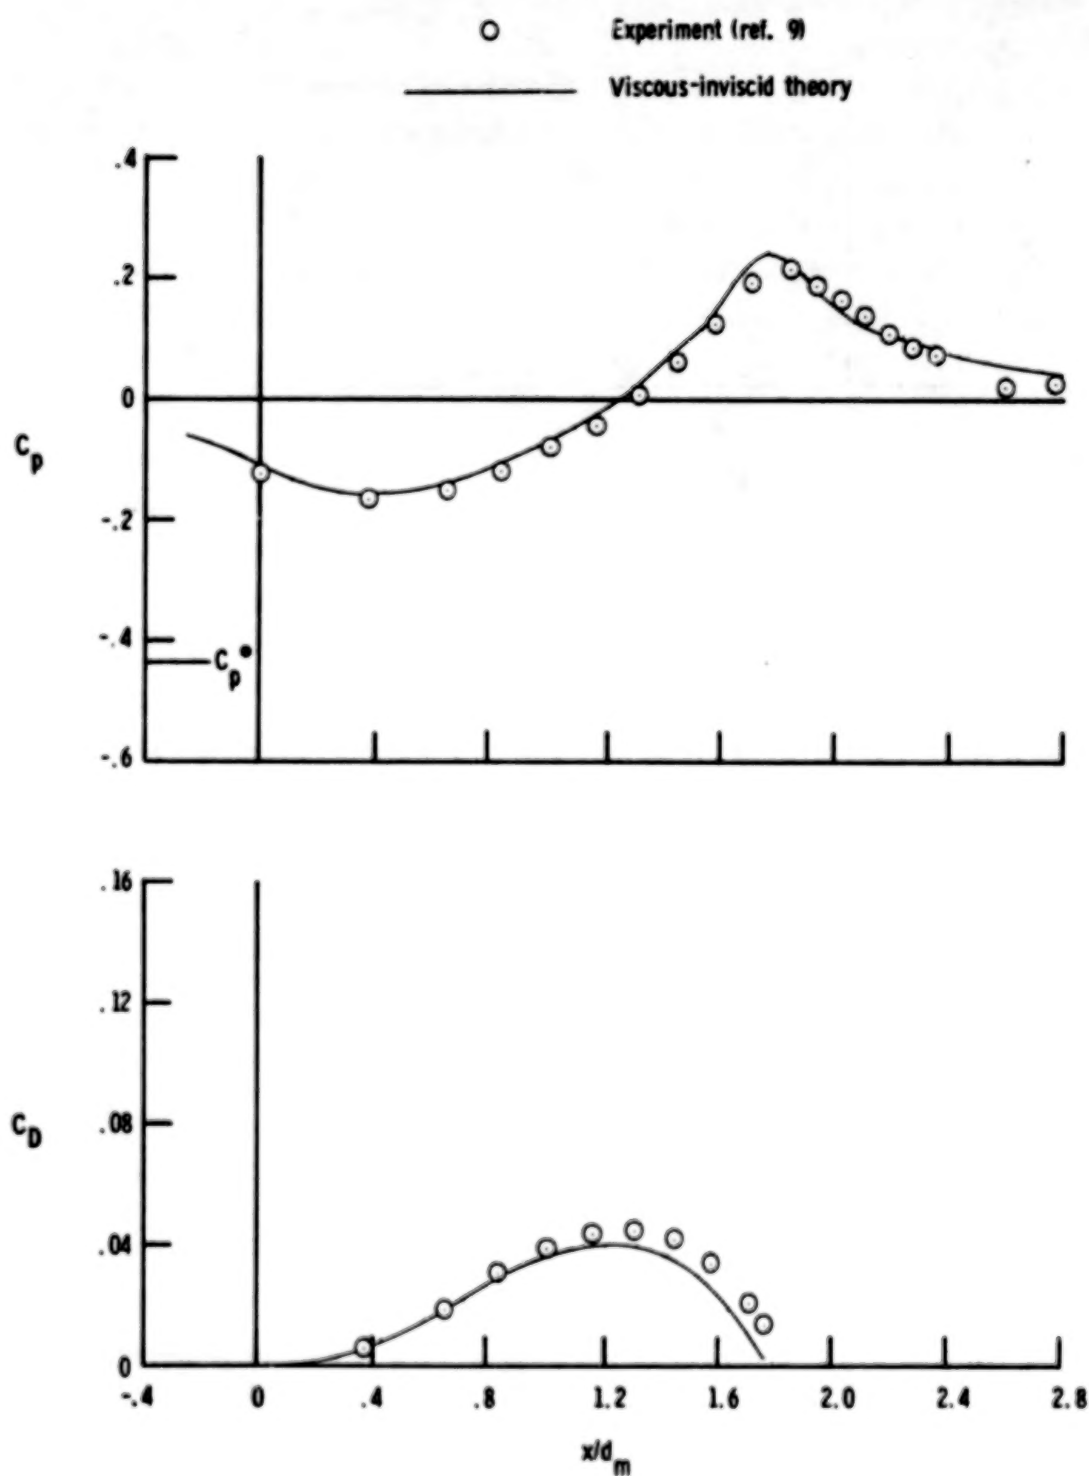 Experiment (ref. 9)
Viscous-inviscid theory
.4
.2
0
C_p
-.2
-.4
C_p*
-.6
.16
.12
C_D
.08
.04
0
-.4 0 .4 .8 1.2 1.6 2.0 2.4 2.8
x/d_m